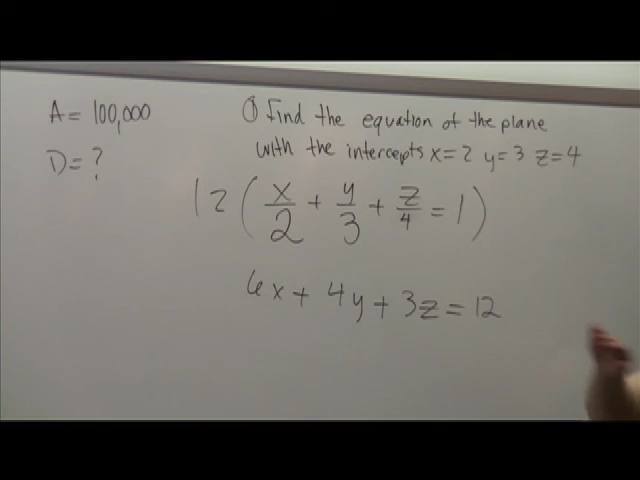 A = 100,000
D = ?
① Find the equation of the plane
with the intercepts x=2 y=3 z=4
12 ( x/2 + y/3 + z/4 = 1 )
6x + 4y + 3z = 12